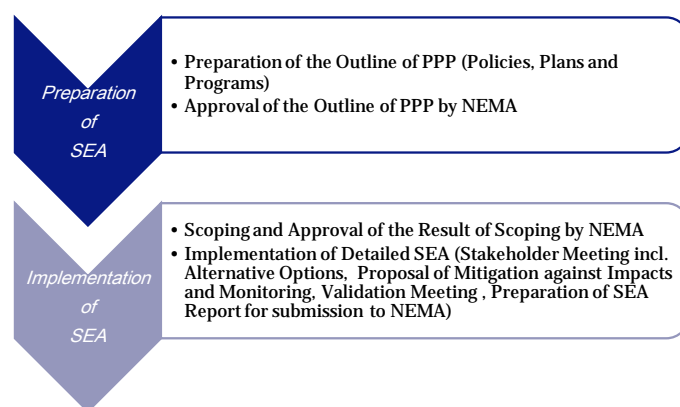 Preparation
of
SEA
• Preparation of the Outline of PPP (Policies, Plans and
Programs)
• Approval of the Outline of PPP by NEMA
Implementation
of
SEA
• Scoping and Approval of the Result of Scoping by NEMA
• Implementation of Detailed SEA (Stakeholder Meeting incl.
Alternative Options, Proposal of Mitigation against Impacts
and Monitoring, Validation Meeting , Preparation of SEA
Report for submission to NEMA)